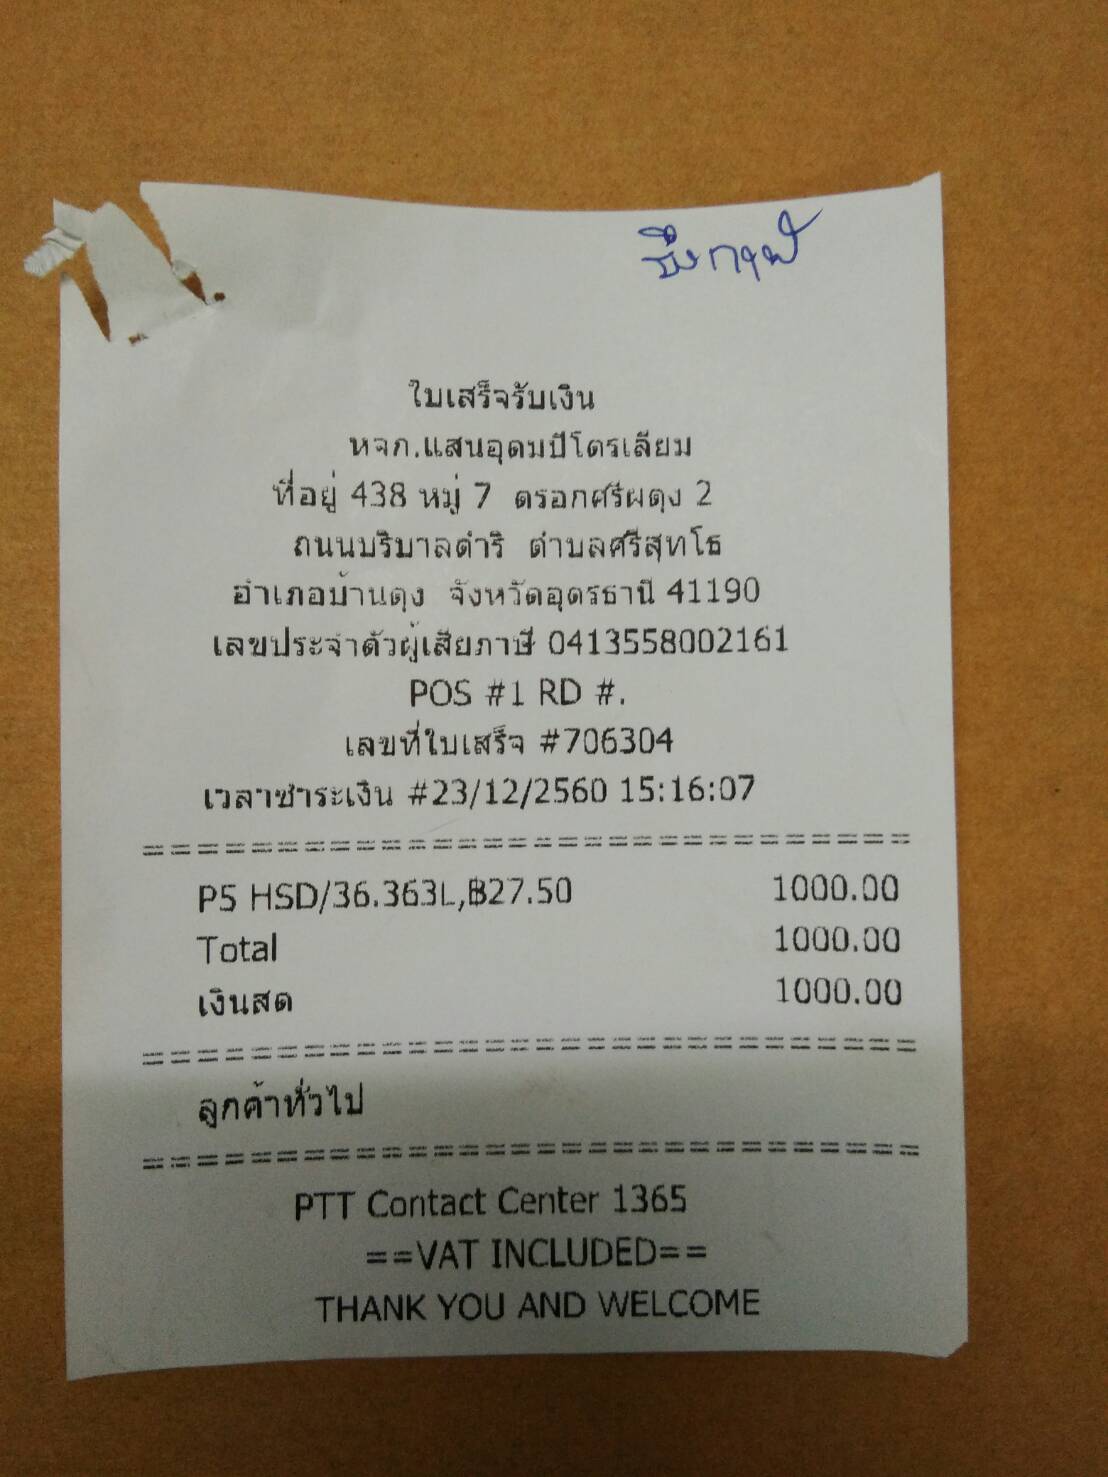 ใบเสร็จรับเงิน
หจก.แสนอุดมปิโตรเลียม
ที่อยู่ 438 หมู่ 7 ตรอกศรีผดุง 2
ถนนบริบาลดำริ ตำบลศรีสุทโธ
อำเภอบ้านดุง จังหวัดอุดรธานี 41190
เลขประจำตัวผู้เสียภาษี 0413558002161
POS #1 RD #.
เลขที่ใบเสร็จ #706304
เวลาชำระเงิน #23/12/2560 15:16:07
P5 HSD/36.363L,฿27.50 1000.00
Total 1000.00
เงินสด 1000.00
ลูกค้าทั่วไป
PTT Contact Center 1365
==VAT INCLUDED==
THANK YOU AND WELCOME